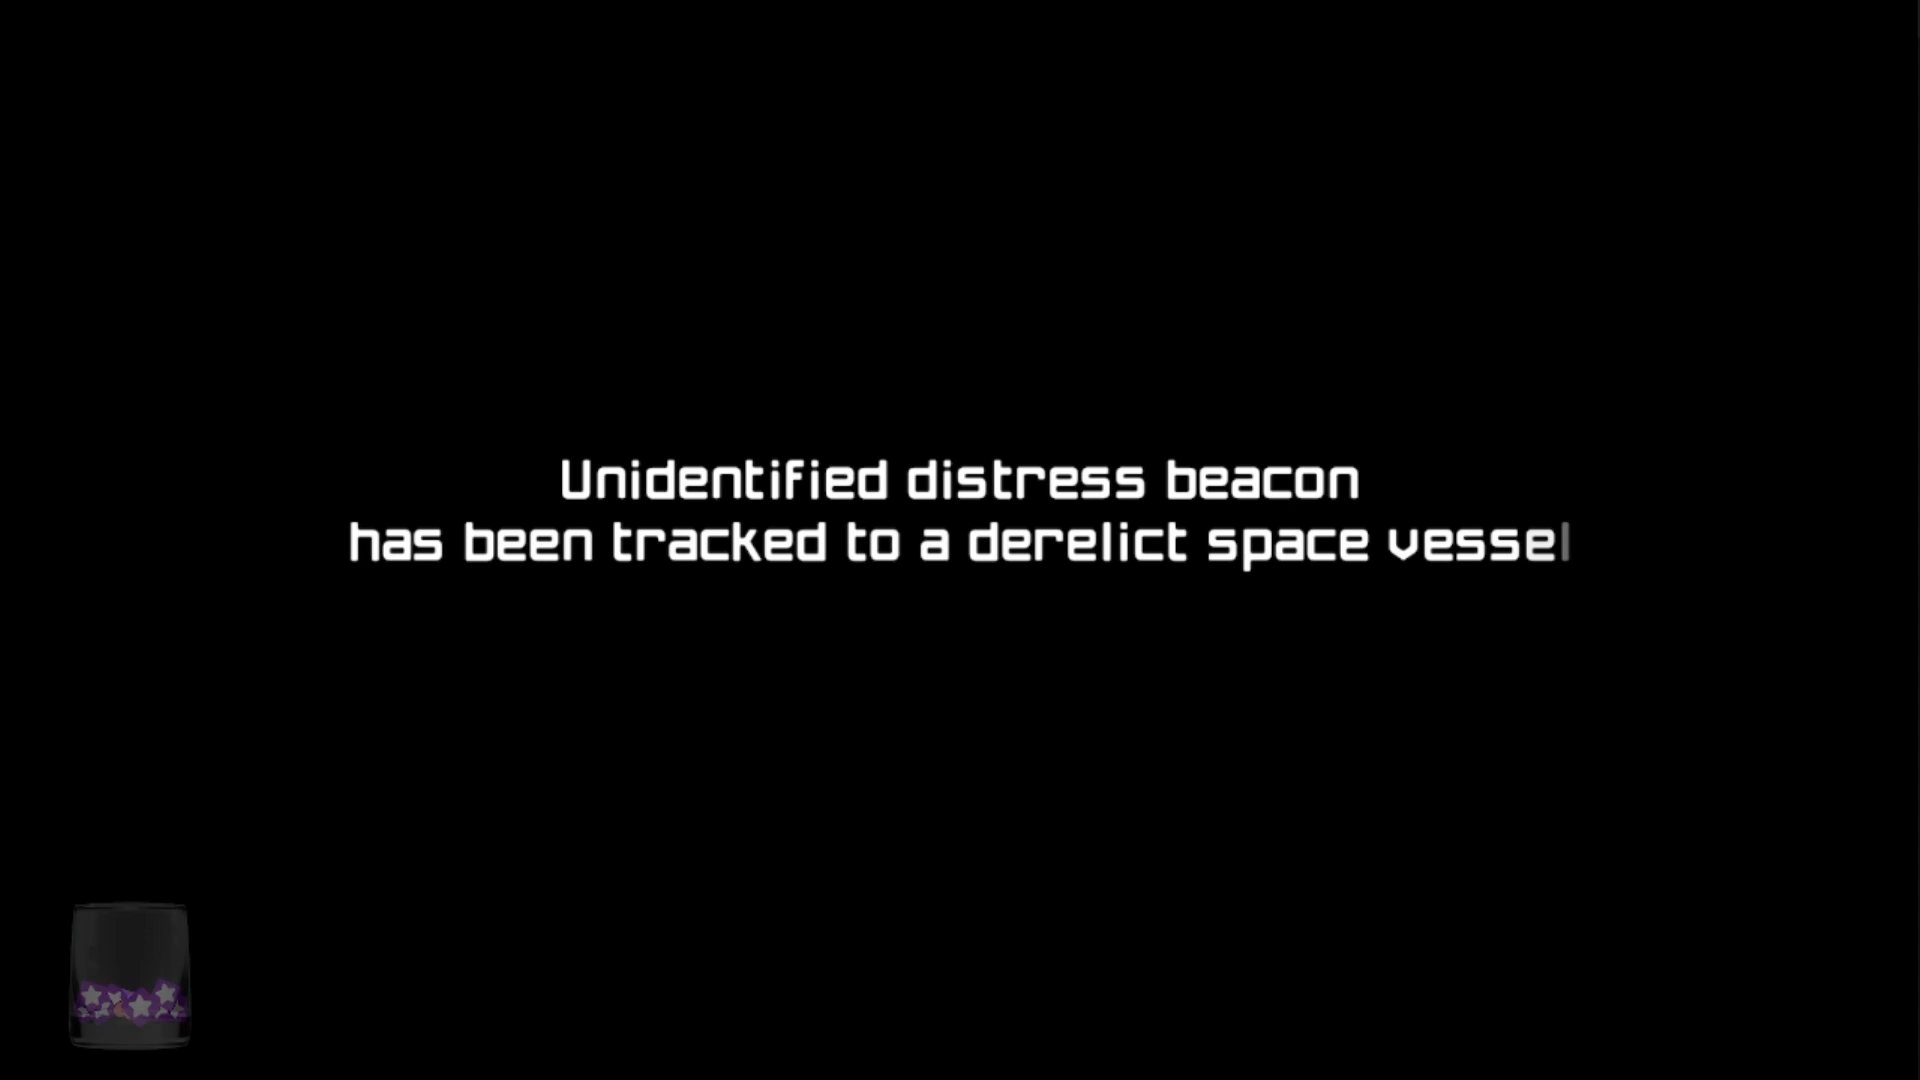 Unidentified distress beacon
has been tracked to a derelict space vessel